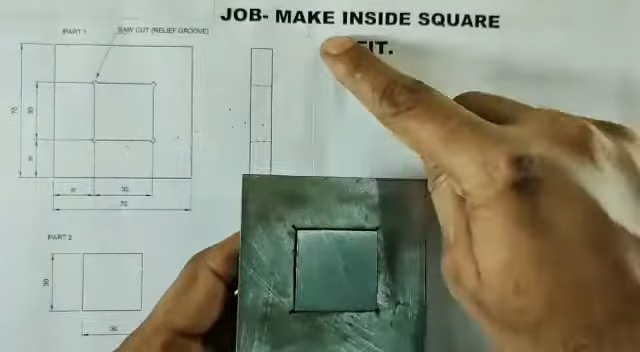 JOB- MAKE INSIDE SQUARE
FIT.
PART 1
SAW CUT (RELIEF GROOVE)
70
30
30
70
PART 2
30
30